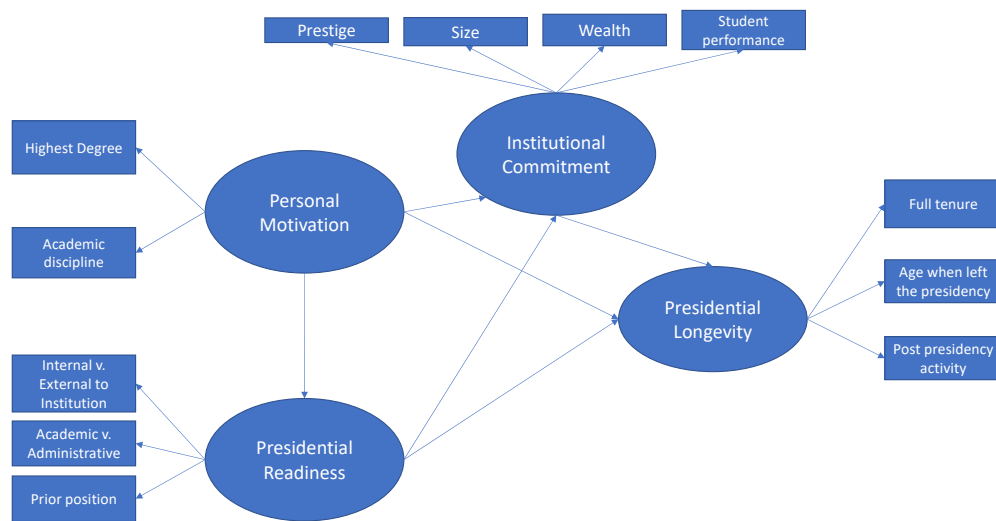 Prestige
Size
Wealth
Student
performance
Institutional
Commitment
Highest Degree
Personal
Motivation
Academic
discipline
Full tenure
Age when left
the presidency
Presidential
Longevity
Post presidency
activity
Internal v.
External to
Institution
Academic v.
Administrative
Presidential
Readiness
Prior position